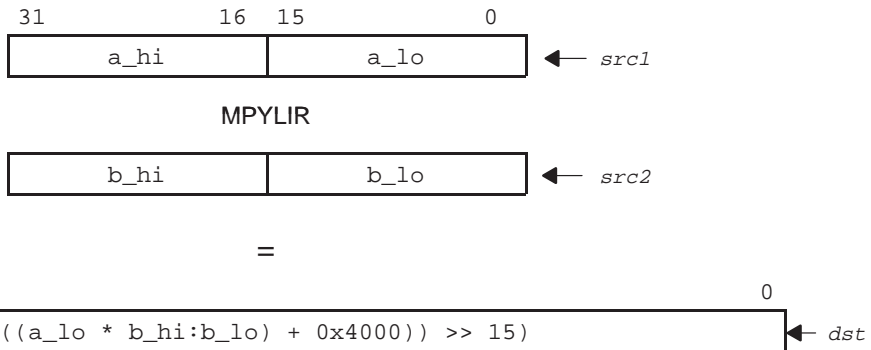 31 16 15 0
a_hi a_lo src1
MPYLIR
b_hi b_lo src2
=
0
((a_lo * b_hi:b_lo) + 0x4000)) >> 15) dst